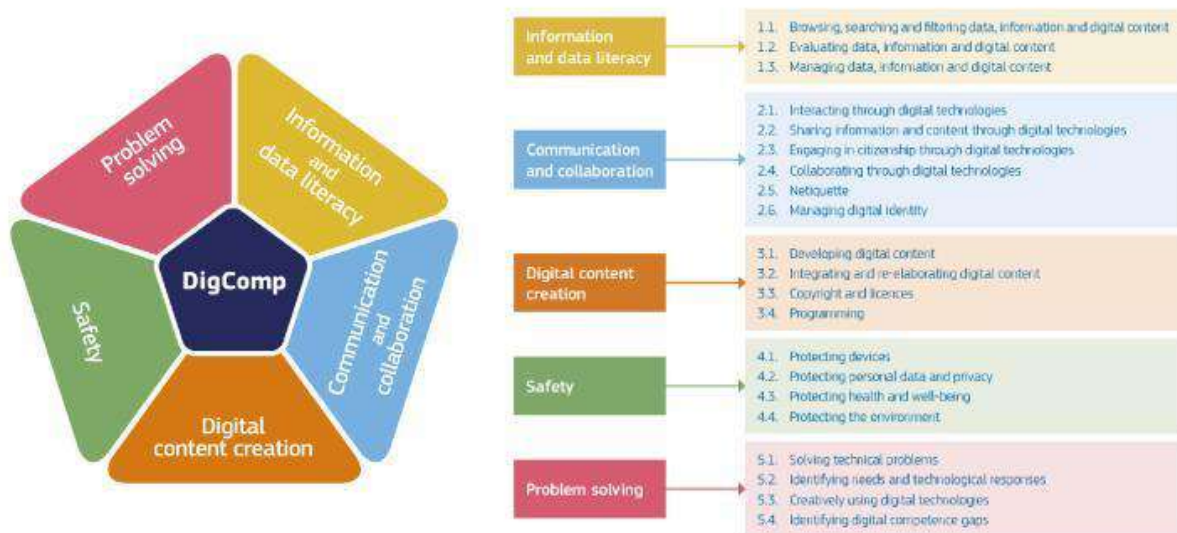 Problem
solving
Information
and
data literacy
DigComp
Safety
Communication
and
collaboration
Digital
content creation
Information
and data literacy
1.1. Browsing, searching and filtering data, information and digital content
1.2. Evaluating data, information and digital content
1.3. Managing data, information and digital content
Communication
and collaboration
2.1. Interacting through digital technologies
2.2. Sharing information and content through digital technologies
2.3. Engaging in citizenship through digital technologies
2.4. Collaborating through digital technologies
2.5. Netiquette
2.6. Managing digital identity
Digital content
creation
3.1. Developing digital content
3.2. Integrating and re-elaborating digital content
3.3. Copyright and licences
3.4. Programming
Safety
4.1. Protecting devices
4.2. Protecting personal data and privacy
4.3. Protecting health and well-being
4.4. Protecting the environment
Problem solving
5.1. Solving technical problems
5.2. Identifying needs and technological responses
5.3. Creatively using digital technologies
5.4. Identifying digital competence gaps